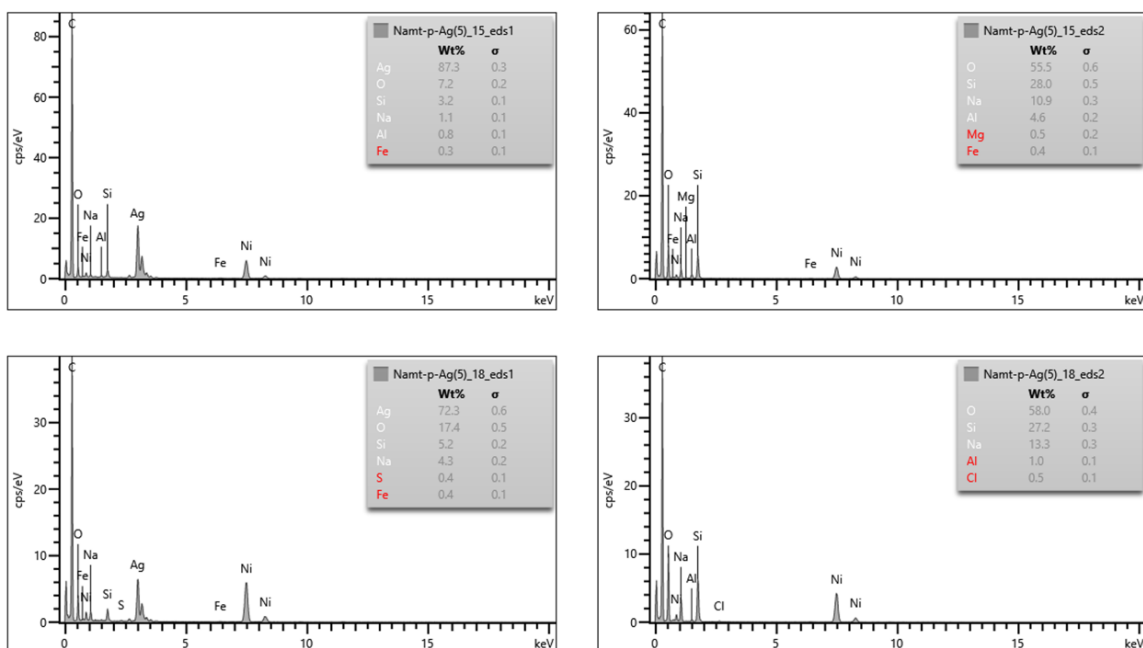 Namt-p-Ag(5)_15_eds1
Wt% σ
Ag 87.3 0.3
O 7.2 0.2
Si 3.2 0.1
Na 1.1 0.1
Al 0.8 0.1
Fe 0.3 0.1
cps/eV
80
60
40
20
0
C
O
Si
Na
Ag
Fe
Al
Ni
Fe
Ni
Ni
0 5 10 15 keV
Namt-p-Ag(5)_15_eds2
Wt% σ
O 55.5 0.6
Si 28.0 0.5
Na 10.9 0.3
Al 4.6 0.2
Mg 0.5 0.2
Fe 0.4 0.1
cps/eV
60
40
20
0
C
O
Si
Mg
Na
Fe
Al
Ni
Fe
Ni
Ni
0 5 10 15 keV
Namt-p-Ag(5)_18_eds1
Wt% σ
Ag 72.3 0.6
O 17.4 0.5
Si 5.2 0.2
Na 4.3 0.2
S 0.4 0.1
Fe 0.4 0.1
cps/eV
30
20
10
0
C
O
Na
Fe
Ni
Si
S
Ag
Fe
Ni
Ni
0 5 10 15 keV
Namt-p-Ag(5)_18_eds2
Wt% σ
O 58.0 0.4
Si 27.2 0.3
Na 13.3 0.3
Al 1.0 0.1
Cl 0.5 0.1
cps/eV
30
20
10
0
C
O
Si
Na
Al
Ni
Cl
Ni
Ni
0 5 10 15 keV